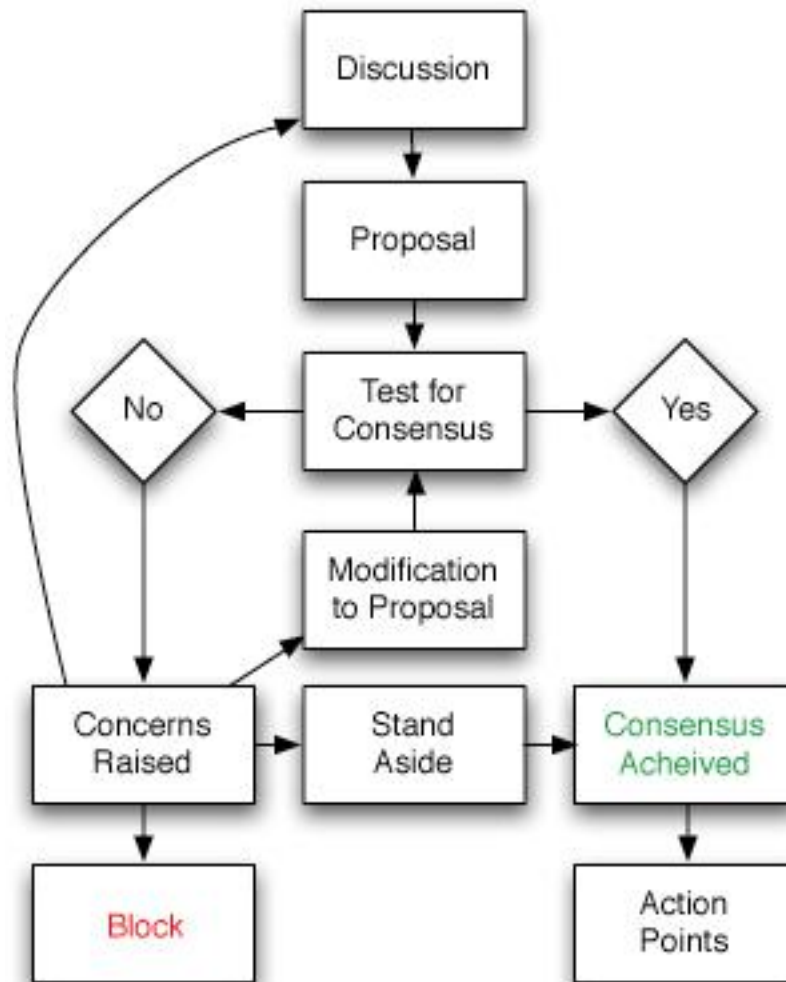 Discussion
Proposal
No
Test for
Consensus
Yes
Modification
to Proposal
Concerns
Raised
Stand
Aside
Consensus
Acheived
Block
Action
Points